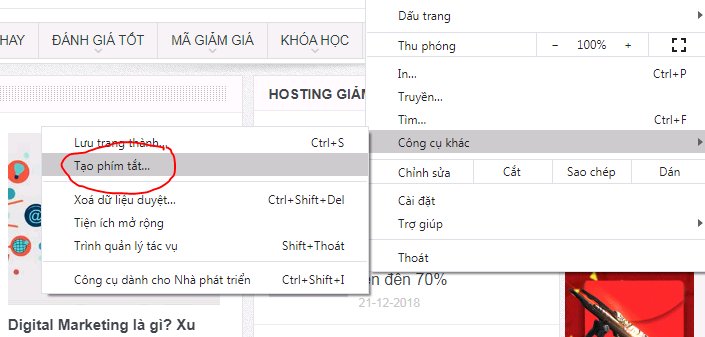 HAY
ĐÁNH GIÁ TỐT
MÃ GIẢM GIÁ
KHÓA HỌC
HOSTING GIẢM
Dấu trang
Thu phóng
− 100% +
In... Ctrl+P
Truyền...
Tìm... Ctrl+F
Công cụ khác
Chỉnh sửa Cắt Sao chép Dán
Cài đặt
Trợ giúp
Thoát
Lưu trang thành... Ctrl+S
Tạo phím tắt...
Xoá dữ liệu duyệt... Ctrl+Shift+Del
Tiện ích mở rộng
Trình quản lý tác vụ Shift+Thoát
Công cụ dành cho Nhà phát triển Ctrl+Shift+I
đến 70%
21-12-2018
Digital Marketing là gì? Xu